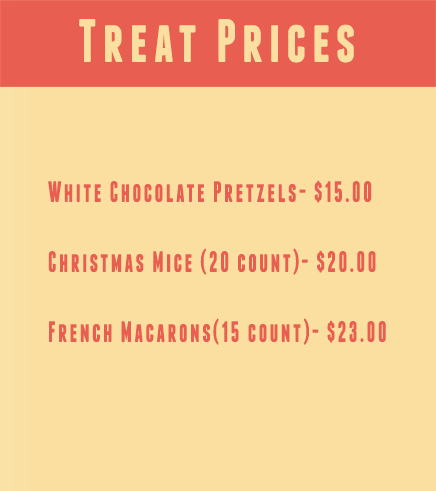 Treat Prices
White Chocolate Pretzels- $15.00
Christmas Mice (20 count)- $20.00
French Macarons(15 count)- $23.00